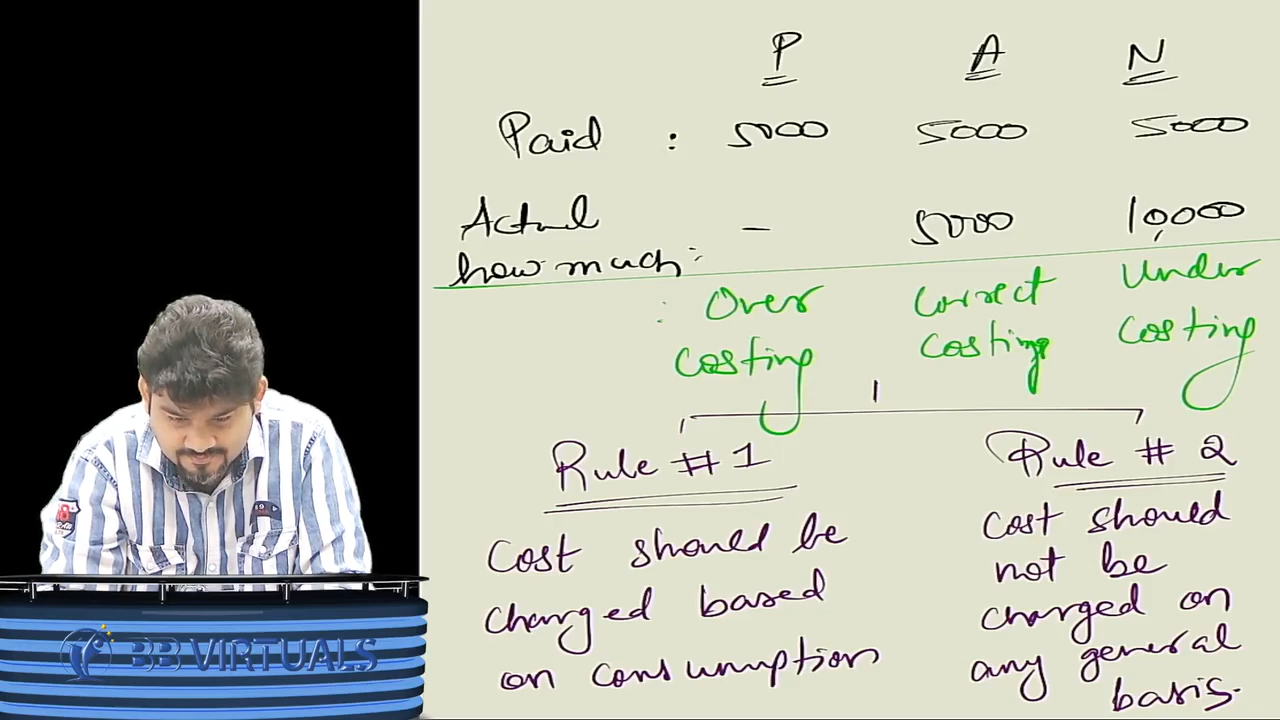 P A N
Paid : 5000 5000 5000
Actual
how much : - 5000 10,000
: Over Correct Under
Costing Costing Costing
Rule #1 Rule # 2
Cost should be
charged based
on consumption
Cost should
not be
charged on
any general
basis.
BB VIRTUALS